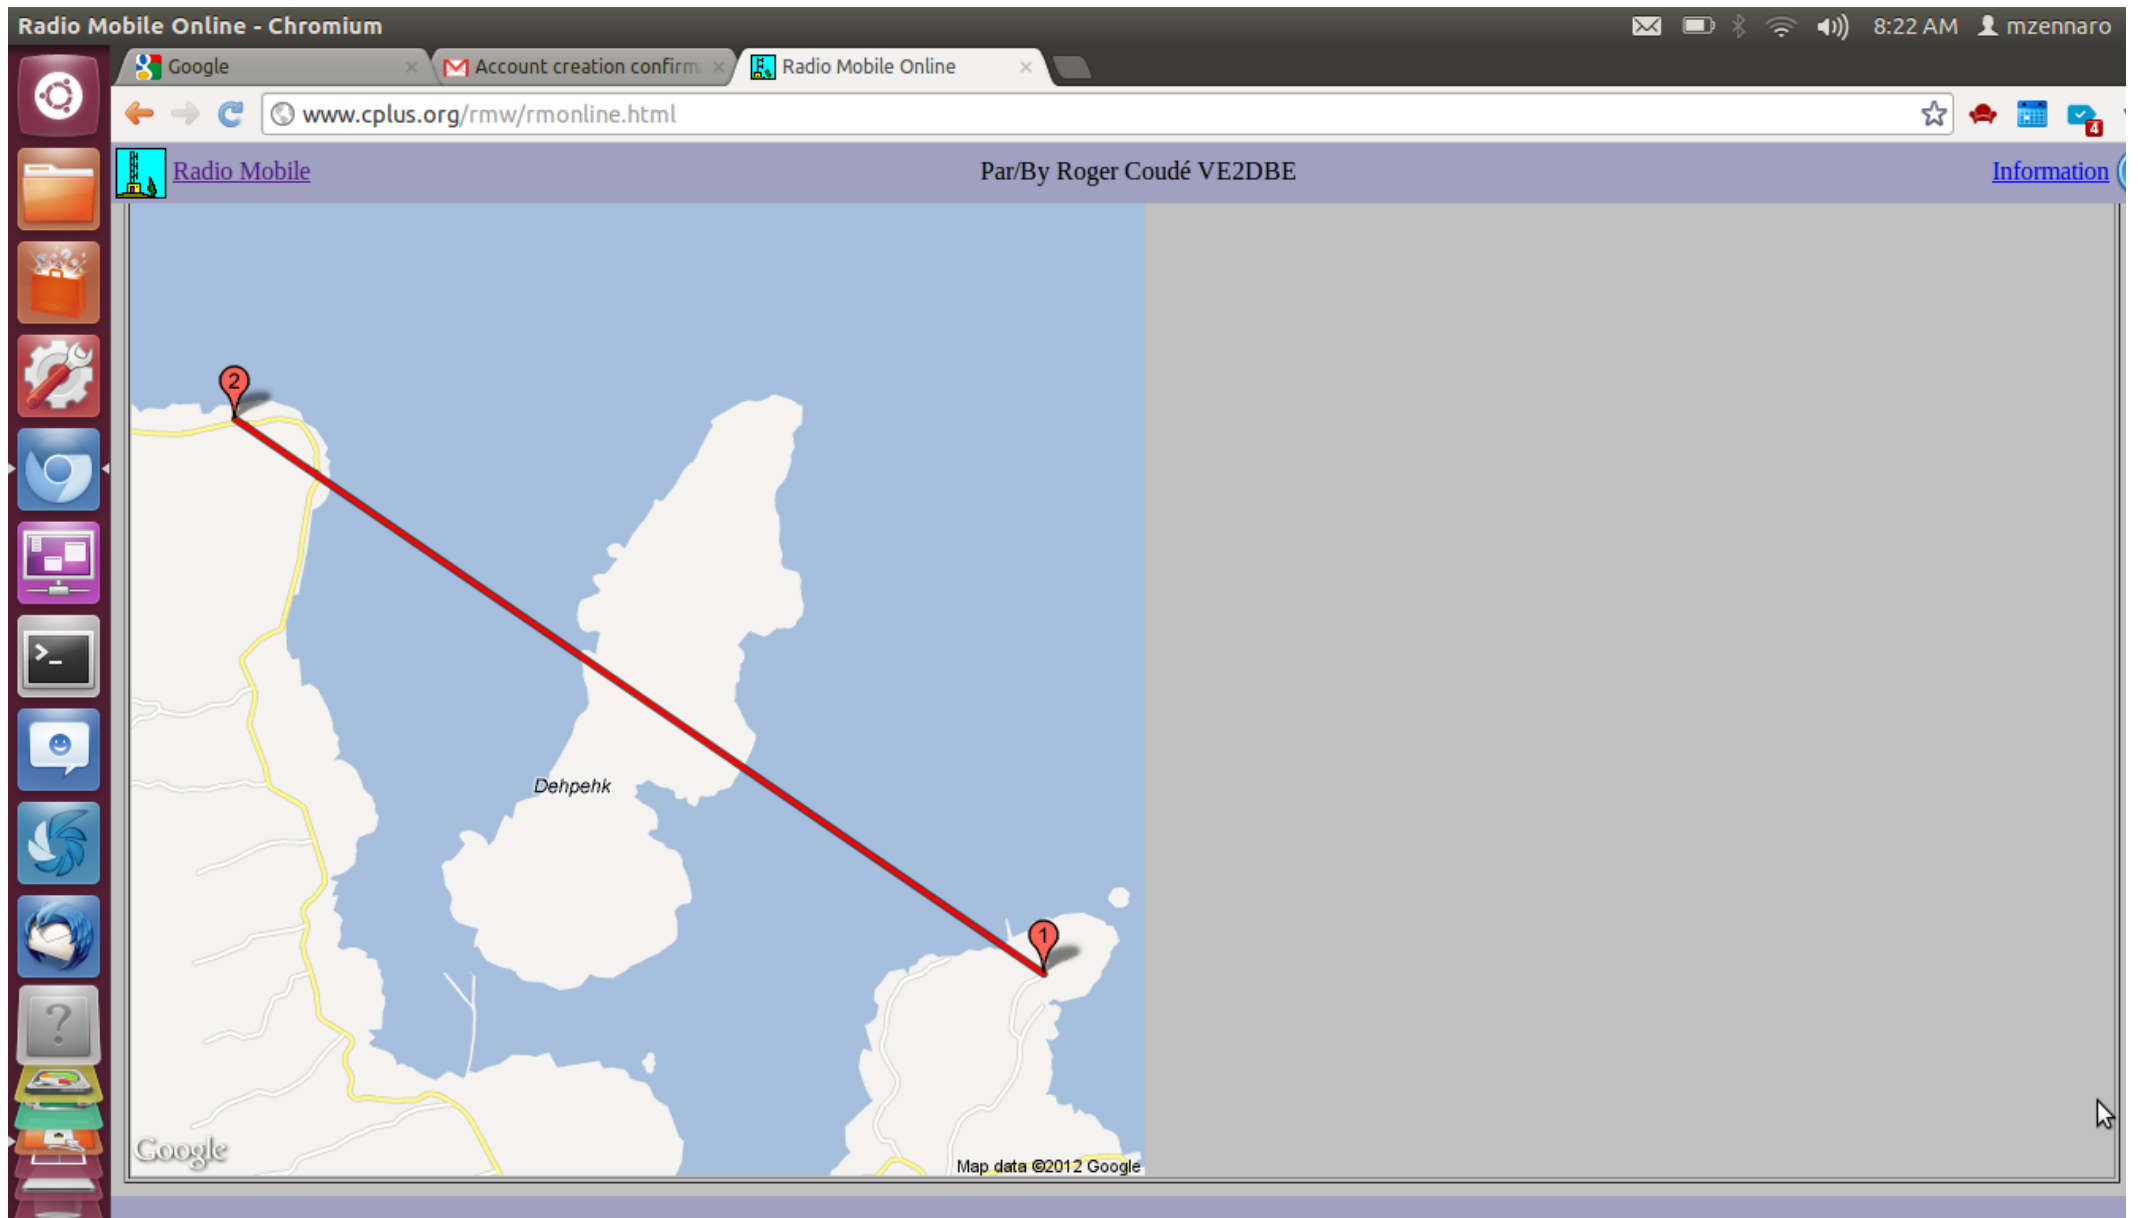 Radio Mobile Online - Chromium
8:22 AM mzennaro
Google
Account creation confirm
Radio Mobile Online
www.cplus.org/rmw/rmonline.html
4
Radio Mobile
Par/By Roger Coudé VE2DBE
Information
2
>_
Dehpehk
1
?
Google
Map data ©2012 Google